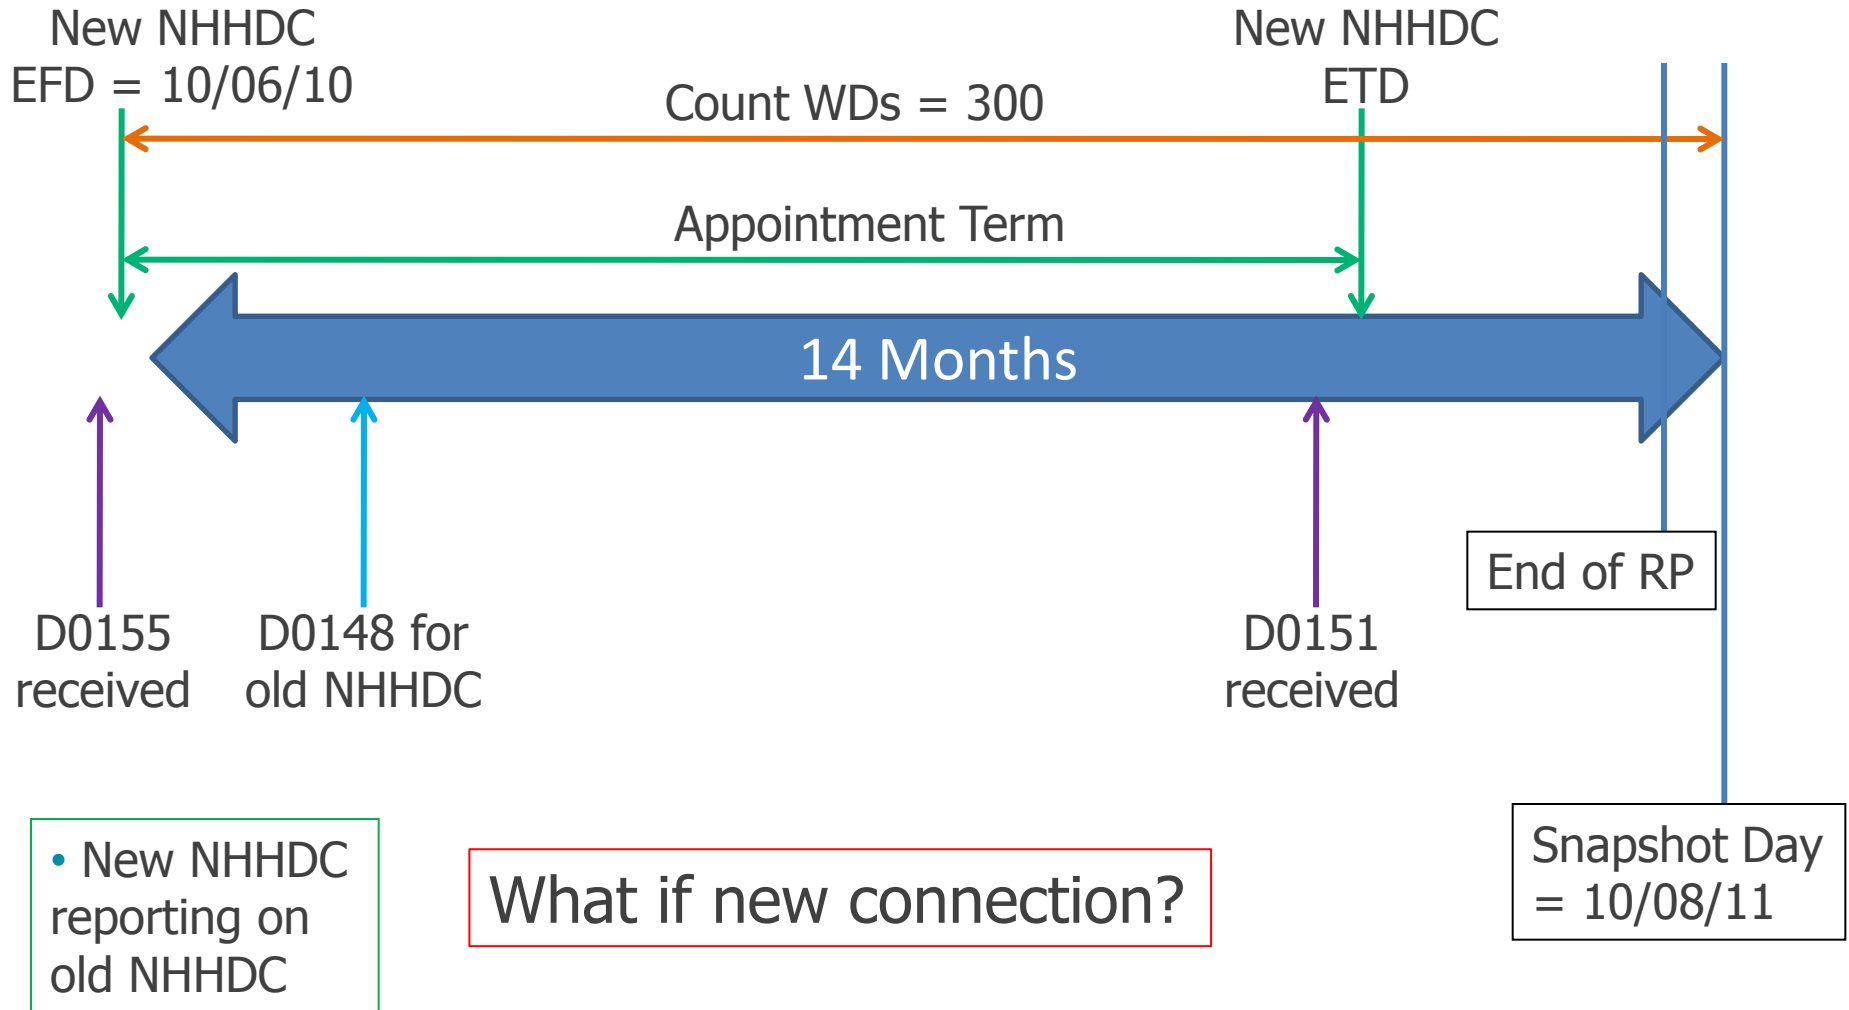 New NHHDC
EFD = 10/06/10
New NHHDC
ETD
Count WDs = 300
Appointment Term
14 Months
End of RP
D0155
received
D0148 for
old NHHDC
D0151
received
Snapshot Day
= 10/08/11
• New NHHDC
reporting on
old NHHDC
What if new connection?